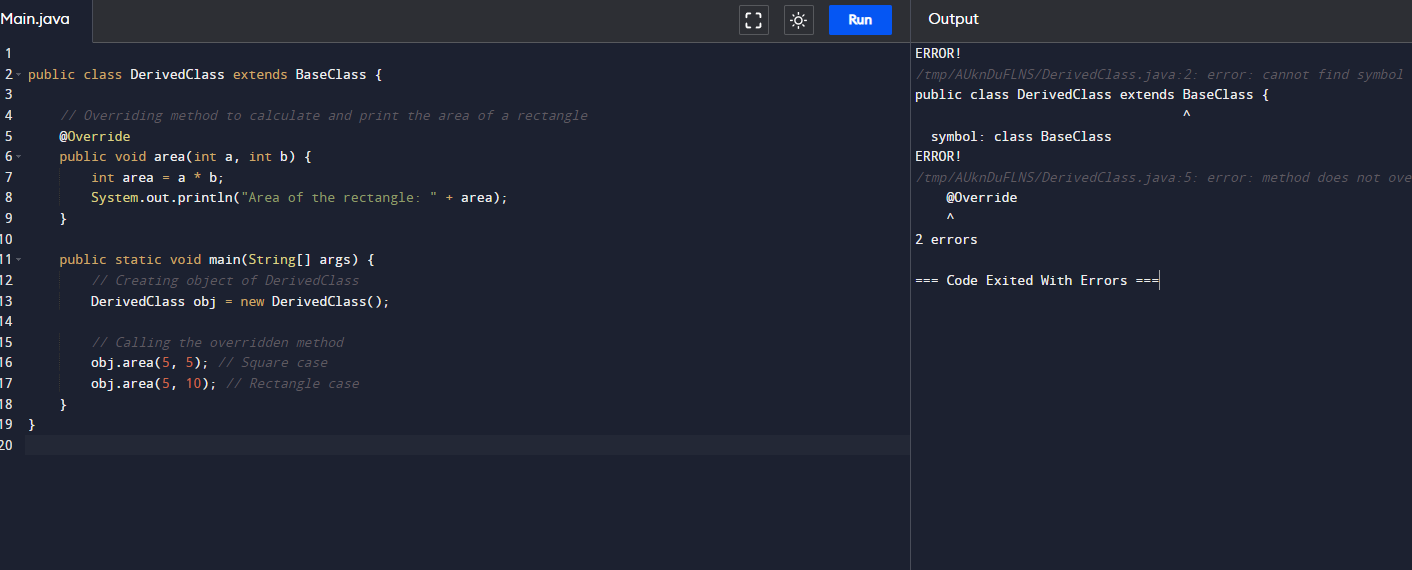 Main.java
Run
Output
1
2 public class DerivedClass extends BaseClass {
3
4 // Overriding method to calculate and print the area of a rectangle
5 @Override
6 public void area(int a, int b) {
7 int area = a * b;
8 System.out.println("Area of the rectangle: " + area);
9 }
10
11 public static void main(String[] args) {
12 // Creating object of DerivedClass
13 DerivedClass obj = new DerivedClass();
14
15 // Calling the overridden method
16 obj.area(5, 5); // Square case
17 obj.area(5, 10); // Rectangle case
18 }
19 }
20
ERROR!
/tmp/AUknDuFLNS/DerivedClass.java:2: error: cannot find symbol
public class DerivedClass extends BaseClass {
^
symbol: class BaseClass
ERROR!
/tmp/AUknDuFLNS/DerivedClass.java:5: error: method does not ove
@Override
^
2 errors
=== Code Exited With Errors ===